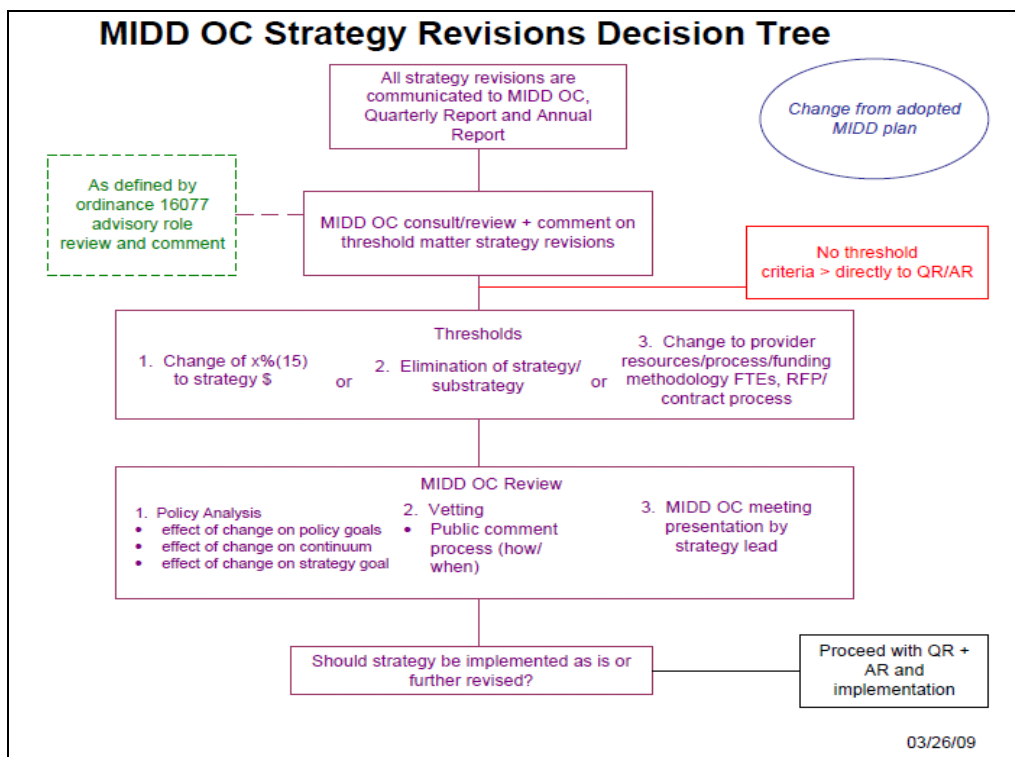 MIDD OC Strategy Revisions Decision Tree
All strategy revisions are
communicated to MIDD OC,
Quarterly Report and Annual
Report
Change from adopted
MIDD plan
As defined by
ordinance 16077
advisory role
review and comment
MIDD OC consult/review + comment on
threshold matter strategy revisions
No threshold
criteria > directly to QR/AR
Thresholds
1. Change of x%(15)
to strategy $
or
2. Elimination of strategy/
substrategy
or
3. Change to provider
resources/process/funding
methodology FTEs, RFP/
contract process
MIDD OC Review
1. Policy Analysis
• effect of change on policy goals
• effect of change on continuum
• effect of change on strategy goal
2. Vetting
• Public comment
process (how/
when)
3. MIDD OC meeting
presentation by
strategy lead
Should strategy be implemented as is or
further revised?
Proceed with QR +
AR and
implementation
03/26/09